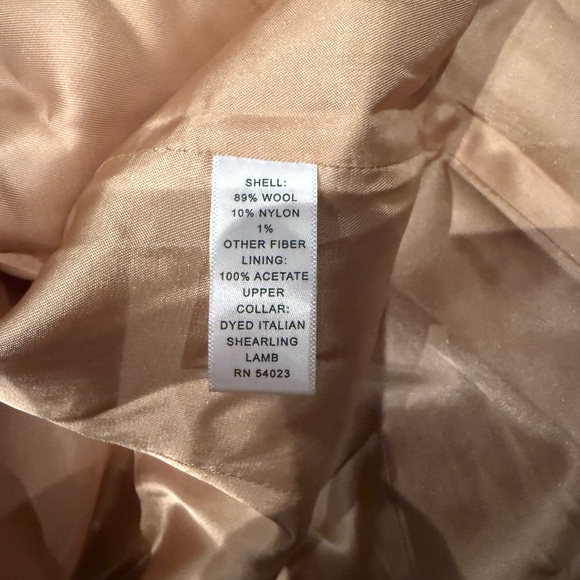 SHELL:
89% WOOL
10% NYLON
1%
OTHER FIBER
LINING:
100% ACETATE
UPPER
COLLAR:
DYED ITALIAN
SHEARLING
LAMB
RN 54023